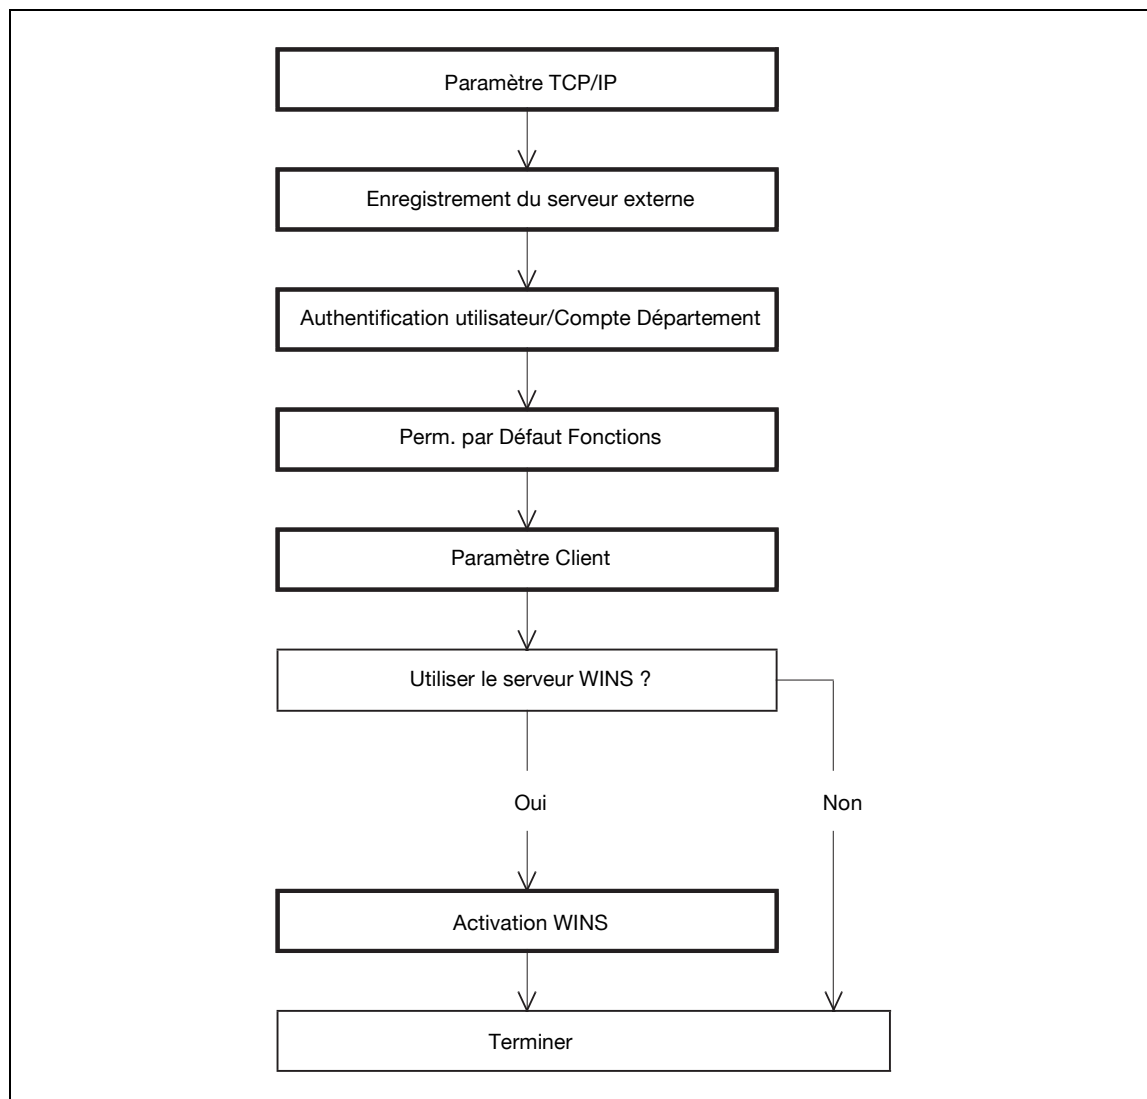 Paramètre TCP/IP
Enregistrement du serveur externe
Authentification utilisateur/Compte Département
Perm. par Défaut Fonctions
Paramètre Client
Utiliser le serveur WINS ?
Oui
Non
Activation WINS
Terminer